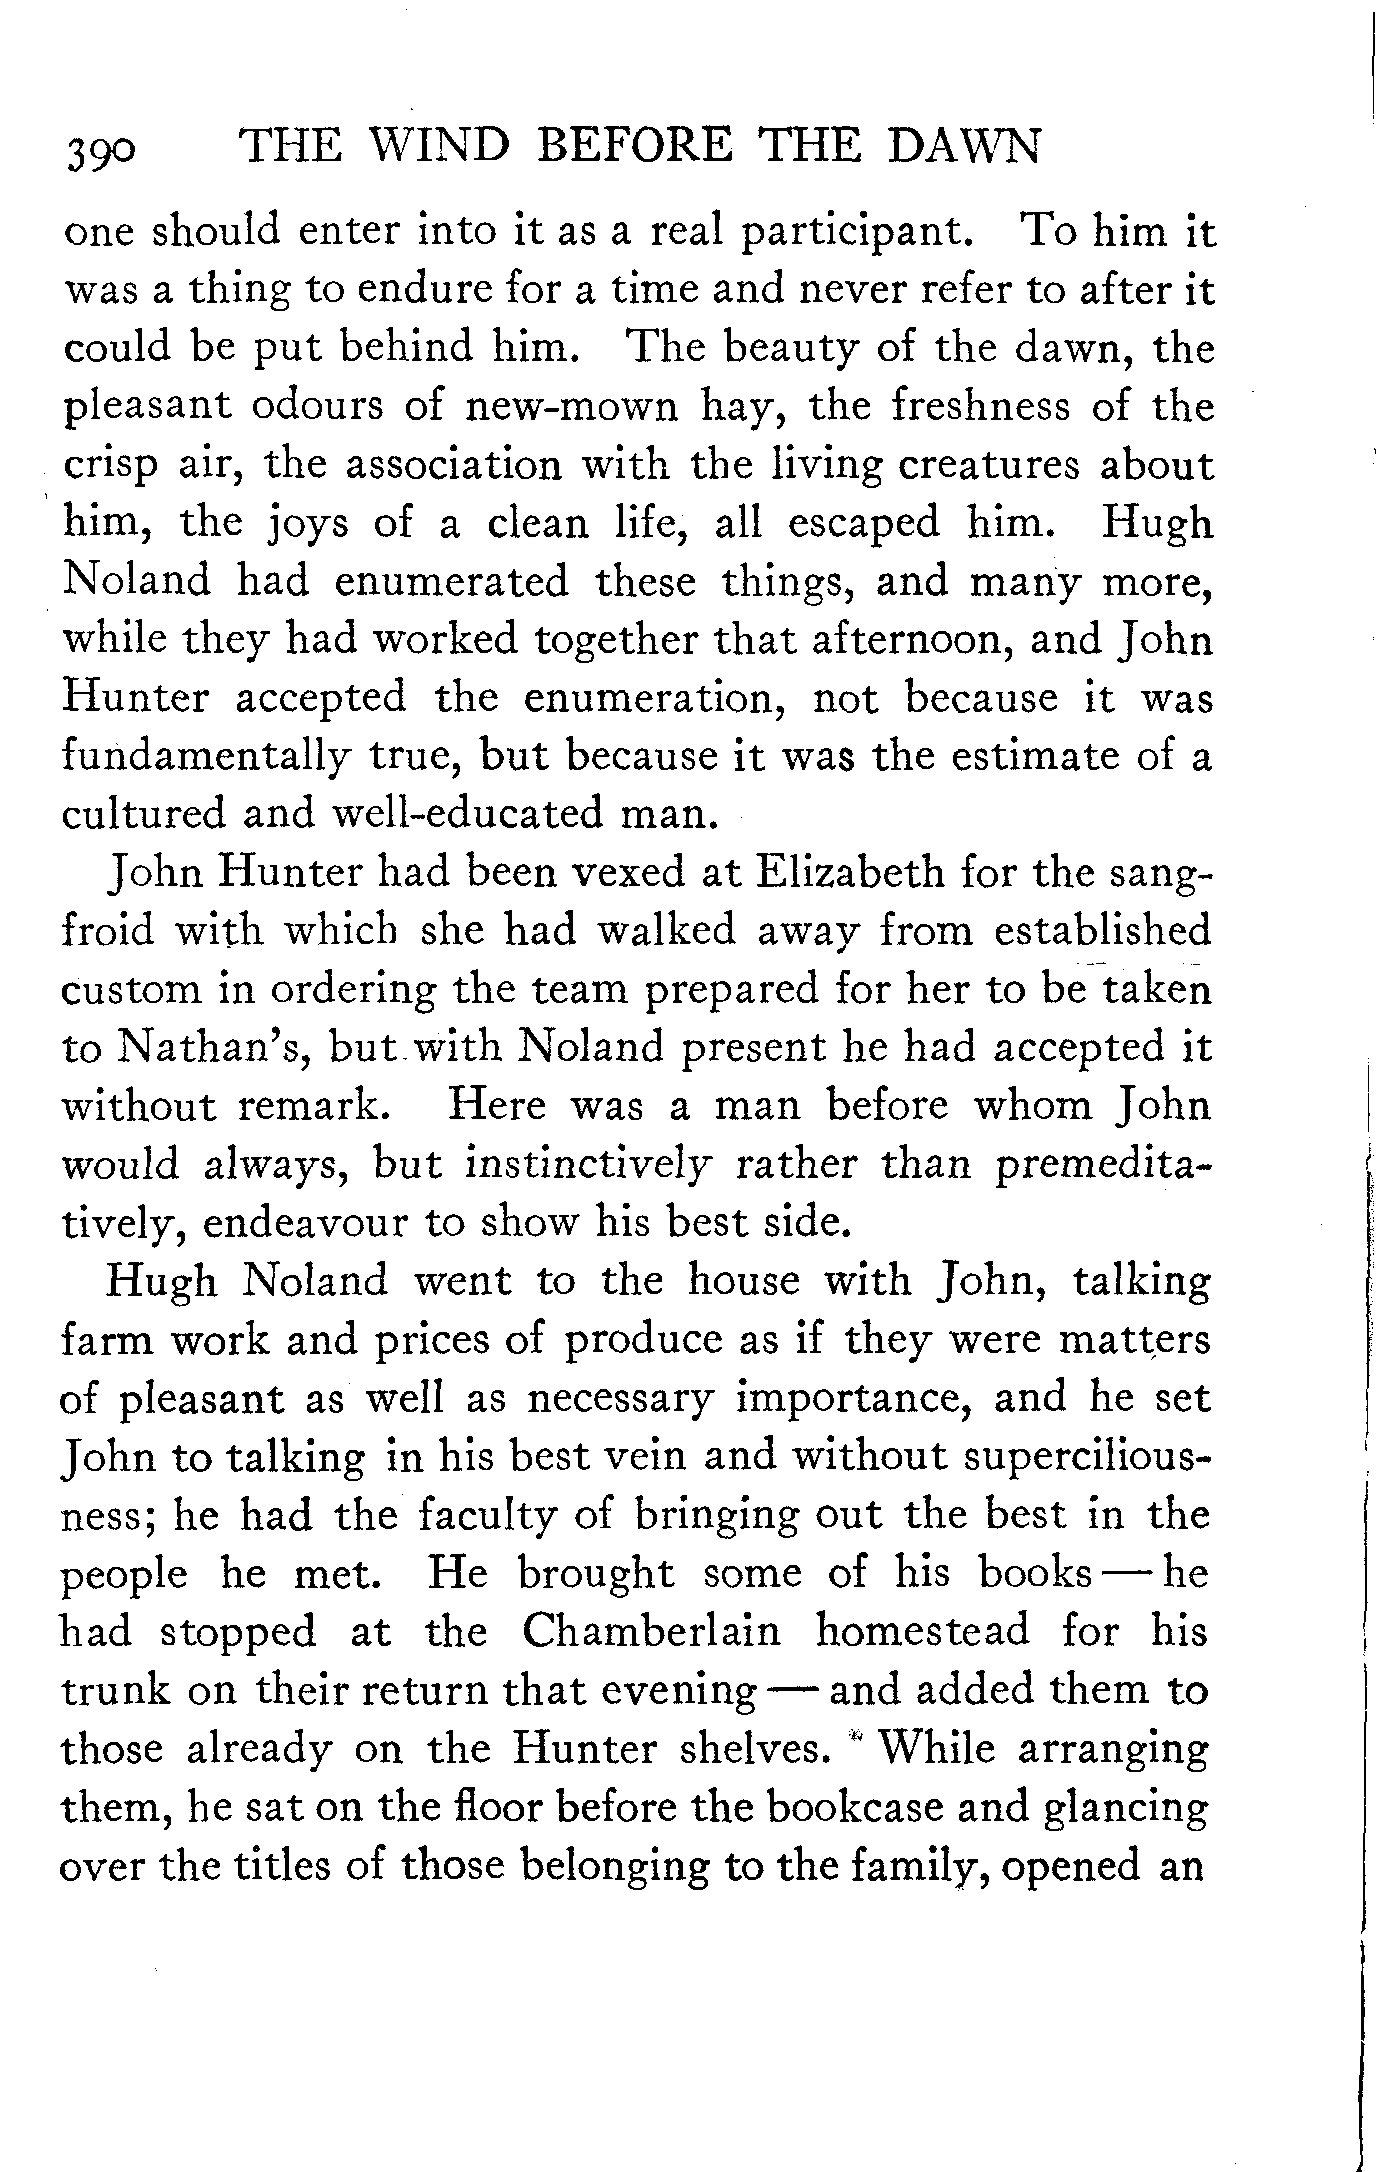 390 THE WIND BEFORE THE DAWN
one should enter into it as a real participant. To him it
was a thing to endure for a time and never refer to after it
could be put behind him. The beauty of the dawn, the
pleasant odours of new-mown hay, the freshness of the
crisp air, the association with the living creatures about
him, the joys of a clean life, all escaped him. Hugh
Noland had enumerated these things, and many more,
while they had worked together that afternoon, and John
Hunter accepted the enumeration, not because it was
fundamentally true, but because it was the estimate of a
cultured and well-educated man.
John Hunter had been vexed at Elizabeth for the sang-
froid with which she had walked away from established
custom in ordering the team prepared for her to be taken
to Nathan's, but with Noland present he had accepted it
without remark. Here was a man before whom John
would always, but instinctively rather than premedita-
tively, endeavour to show his best side.
Hugh Noland went to the house with John, talking
farm work and prices of produce as if they were matters
of pleasant as well as necessary importance, and he set
John to talking in his best vein and without supercilious-
ness; he had the faculty of bringing out the best in the
people he met. He brought some of his books — he
had stopped at the Chamberlain homestead for his
trunk on their return that evening — and added them to
those already on the Hunter shelves. While arranging
them, he sat on the floor before the bookcase and glancing
over the titles of those belonging to the family, opened an